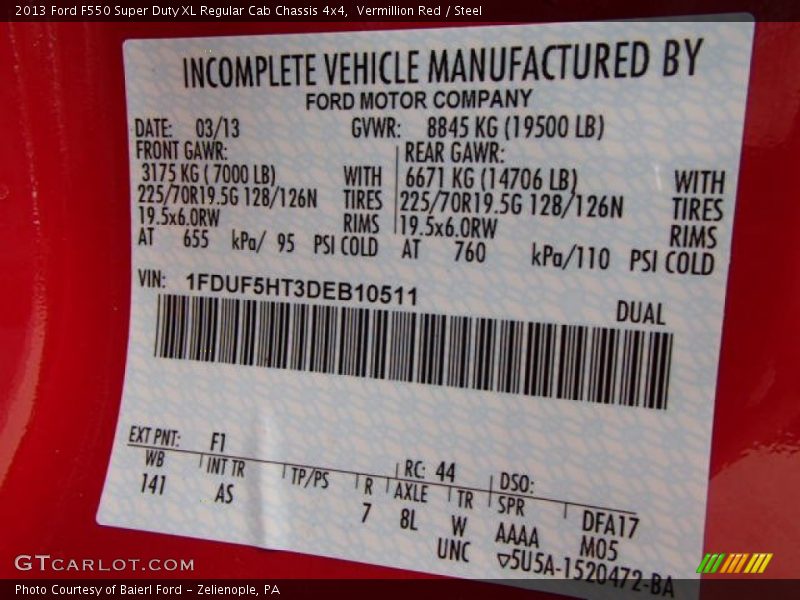 2013 Ford F550 Super Duty XL Regular Cab Chassis 4x4, Vermillion Red / Steel
INCOMPLETE VEHICLE MANUFACTURED BY
FORD MOTOR COMPANY
DATE: 03/13 GVWR: 8845 KG (19500 LB)
FRONT GAWR: REAR GAWR:
3175 KG ( 7000 LB) WITH 6671 KG (14706 LB) WITH
225/70R19.5G 128/126N TIRES 225/70R19.5G 128/126N TIRES
19.5x6.0RW RIMS 19.5x6.0RW RIMS
AT 655 kPa/ 95 PSI COLD AT 760 kPa/110 PSI COLD
VIN: 1FDUF5HT3DEB10511
DUAL
EXT PNT: F1 RC: 44 DSO:
WB INT TR TP/PS R AXLE TR SPR DFA17
141 AS 7 8L W AAAA M05
UNC ▽5U5A-1520472-BA
GTCARLOT.COM
Photo Courtesy of Baierl Ford - Zelienople, PA